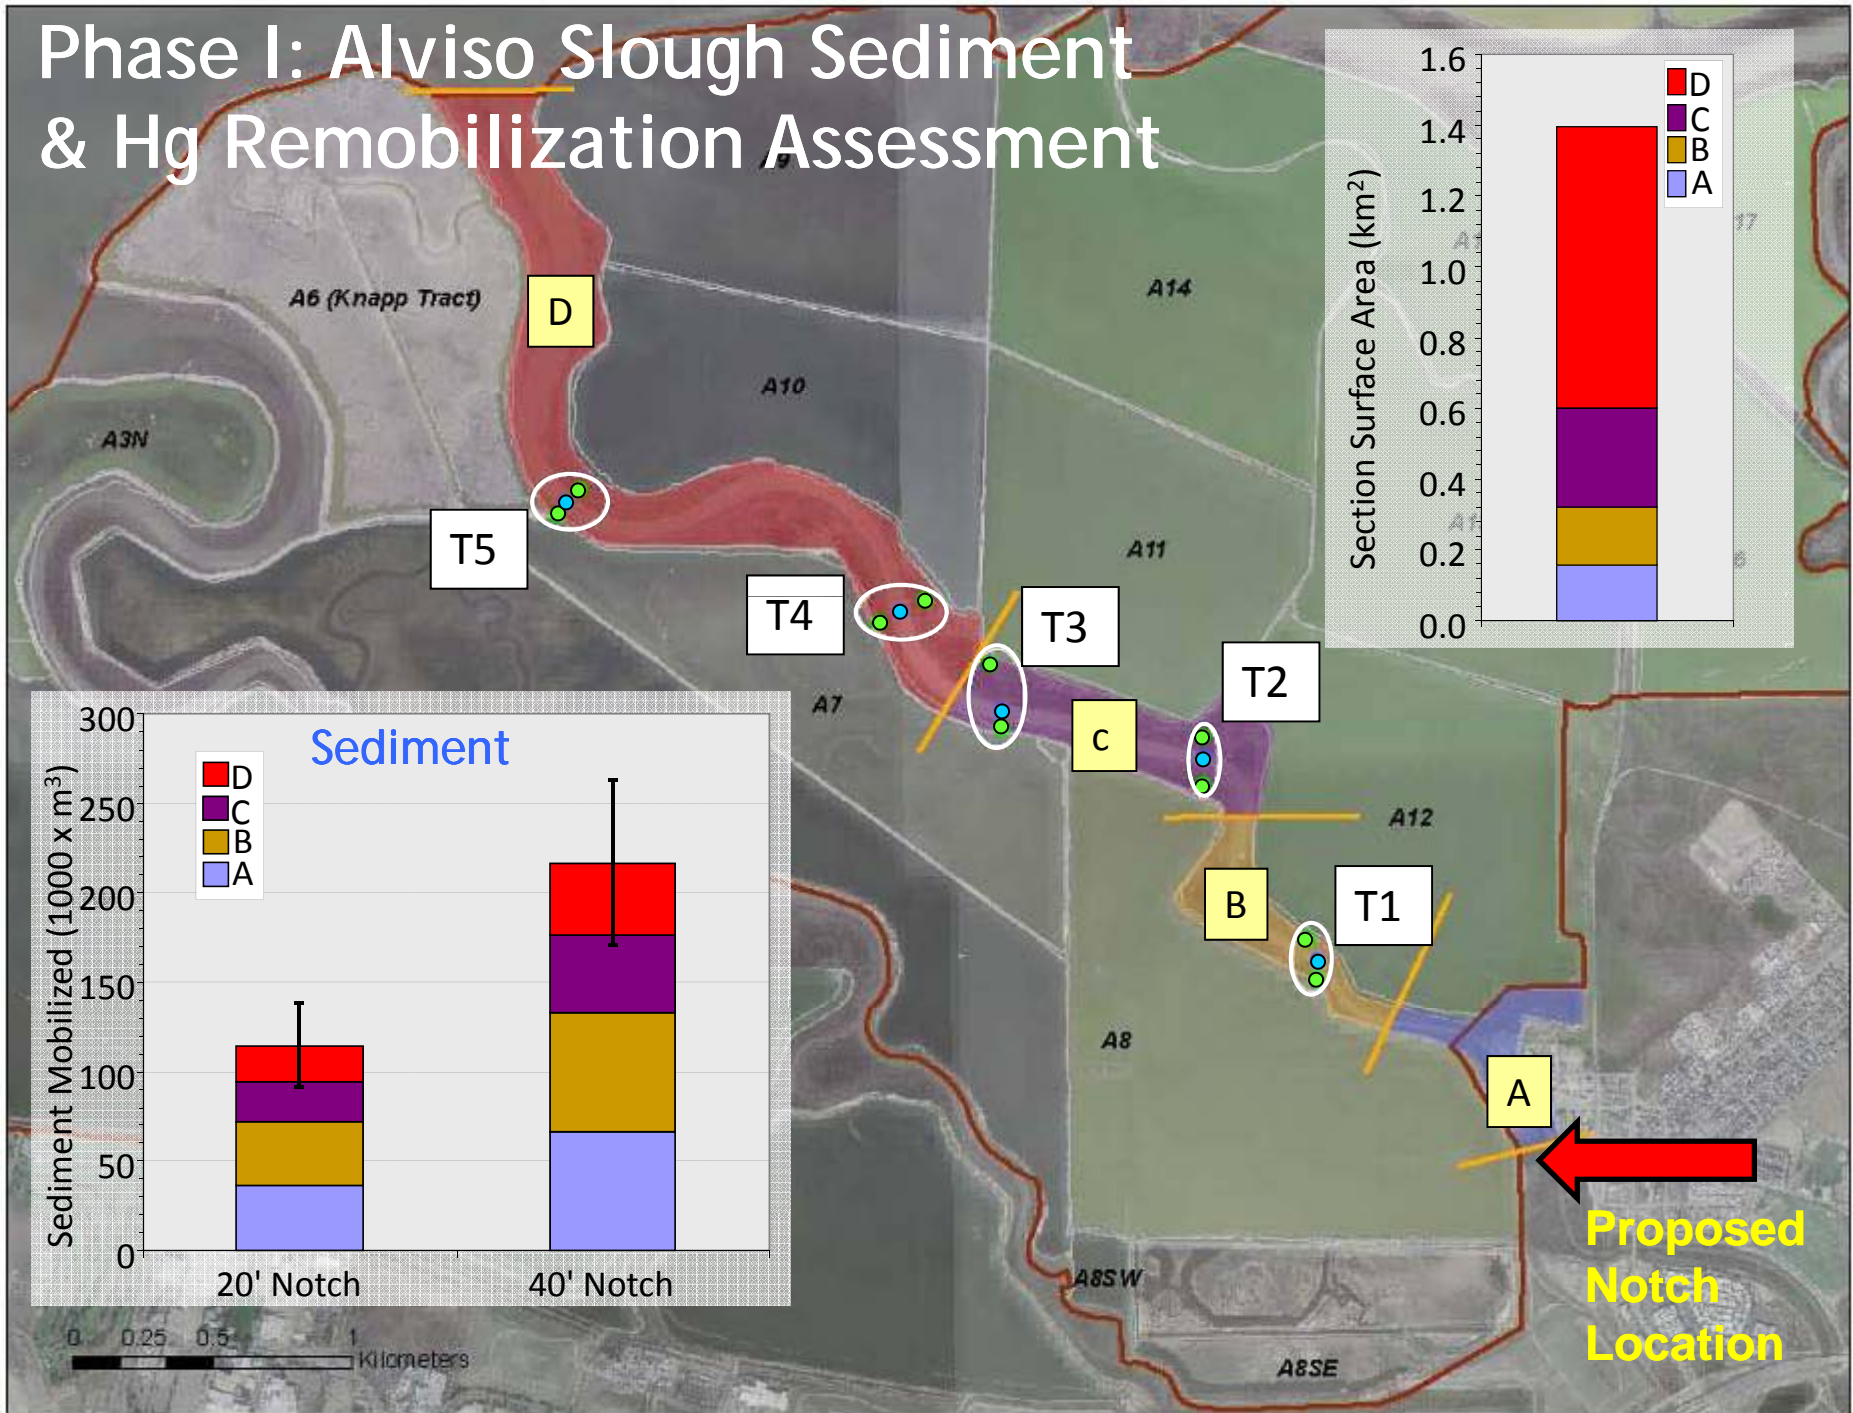 Phase I: Alviso Slough Sediment
& Hg Remobilization Assessment
A9
A6 (Knapp Tract)
D
A10
A14
A3N
A11
T5
T4
T3
T2
A7
c
A12
B
T1
A8
A
Proposed
Notch
Location
A8SW
A8SE
0 0.25 0.5 1
Kilometers
Section Surface Area (km²)
1.6
1.4
1.2
1.0
0.8
0.6
0.4
0.2
0.0
D
C
B
A
17
Sediment
Sediment Mobilized (1000 x m³)
300
250
200
150
100
50
0
D
C
B
A
20' Notch
40' Notch